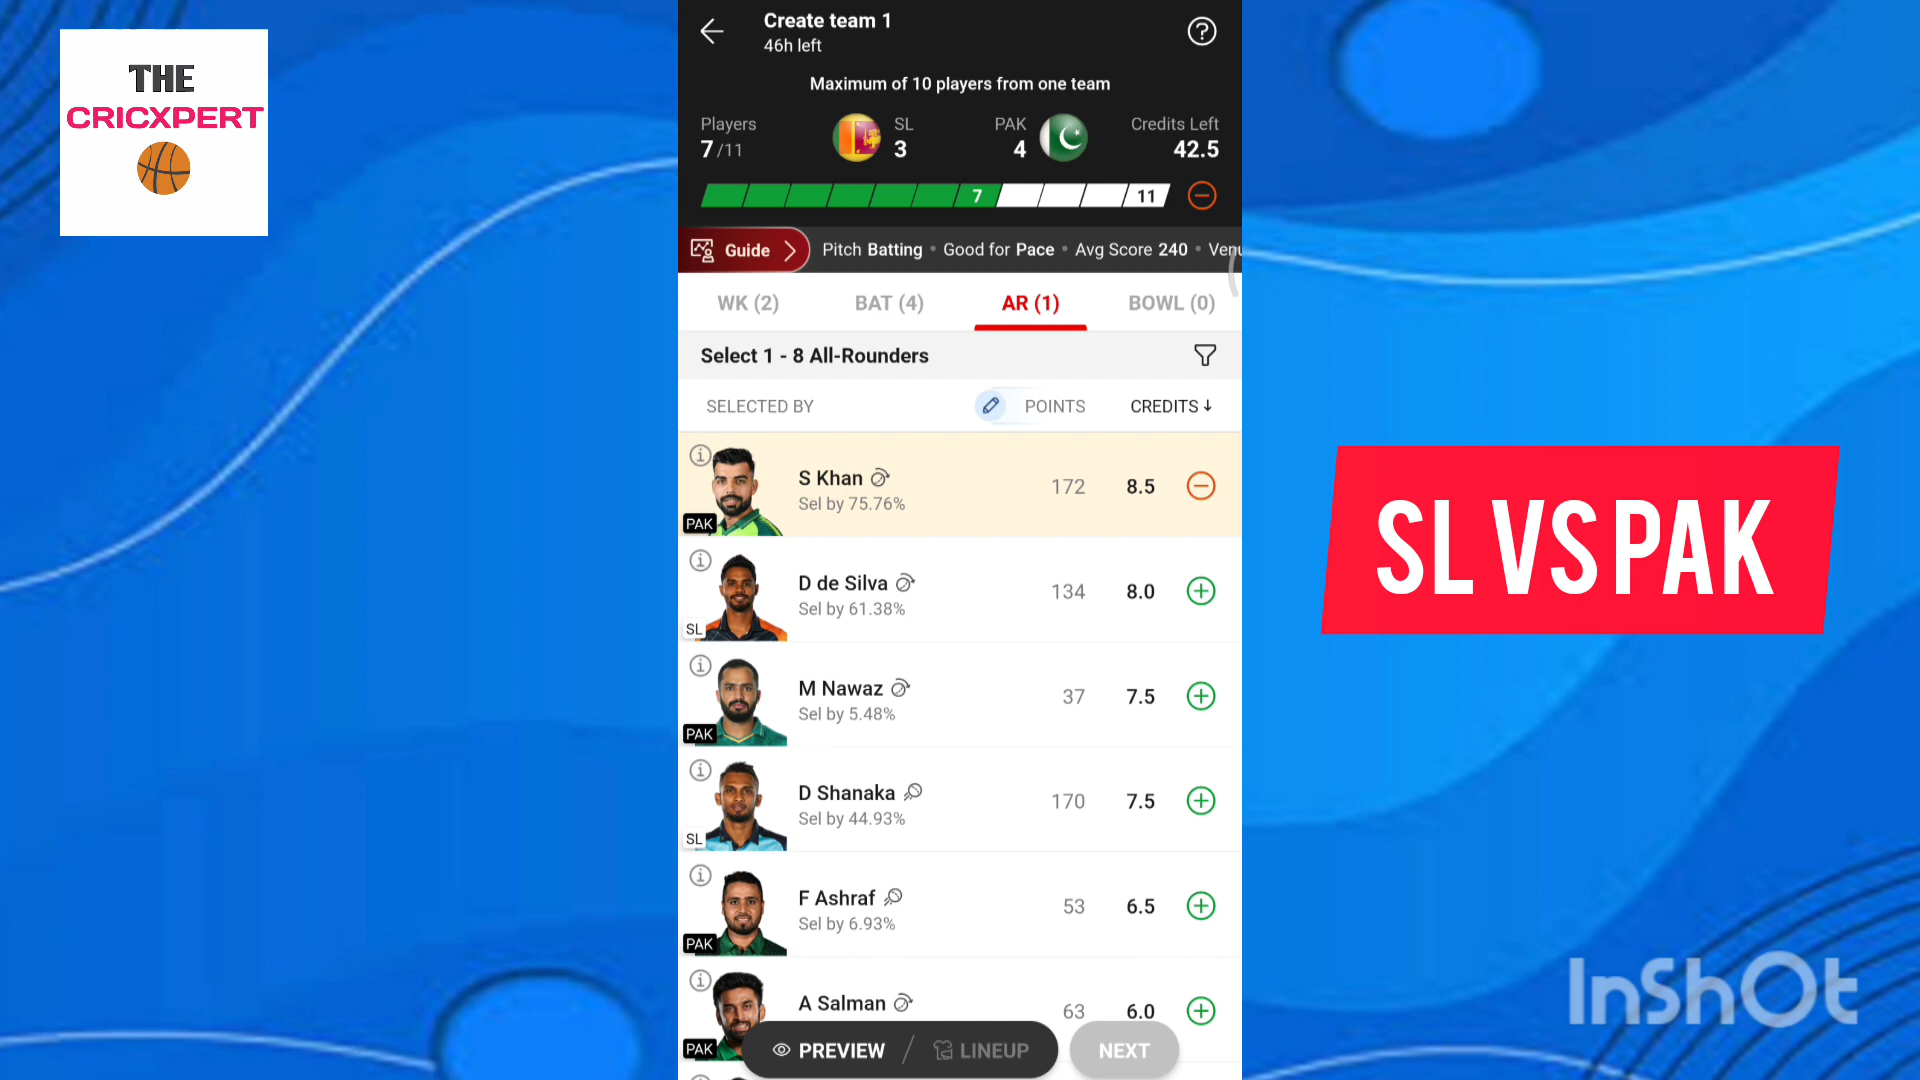 THE
CRICXPERT
Create team 1
46h left
Maximum of 10 players from one team
Players
7/11
SL
3
PAK
4
Credits Left
42.5
7
11
Guide
Pitch Batting • Good for Pace • Avg Score 240 •
WK (2)
BAT (4)
AR (1)
BOWL (0)
Select 1 - 8 All-Rounders
SELECTED BY
POINTS
CREDITS↓
S Khan
Sel by 75.76%
172
8.5
PAK
D de Silva
Sel by 61.38%
134
8.0
SL
M Nawaz
Sel by 5.48%
37
7.5
PAK
D Shanaka
Sel by 44.93%
170
7.5
SL
F Ashraf
Sel by 6.93%
53
6.5
PAK
A Salman
63
6.0
PAK
PREVIEW
LINEUP
NEXT
SL VS PAK
InShOt